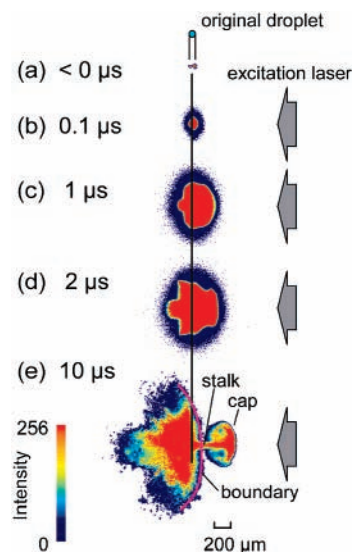 original droplet
(a) < 0 µs
excitation laser
(b) 0.1 µs
(c) 1 µs
(d) 2 µs
(e) 10 µs
stalk
cap
256
Intensity
0
boundary
200 µm